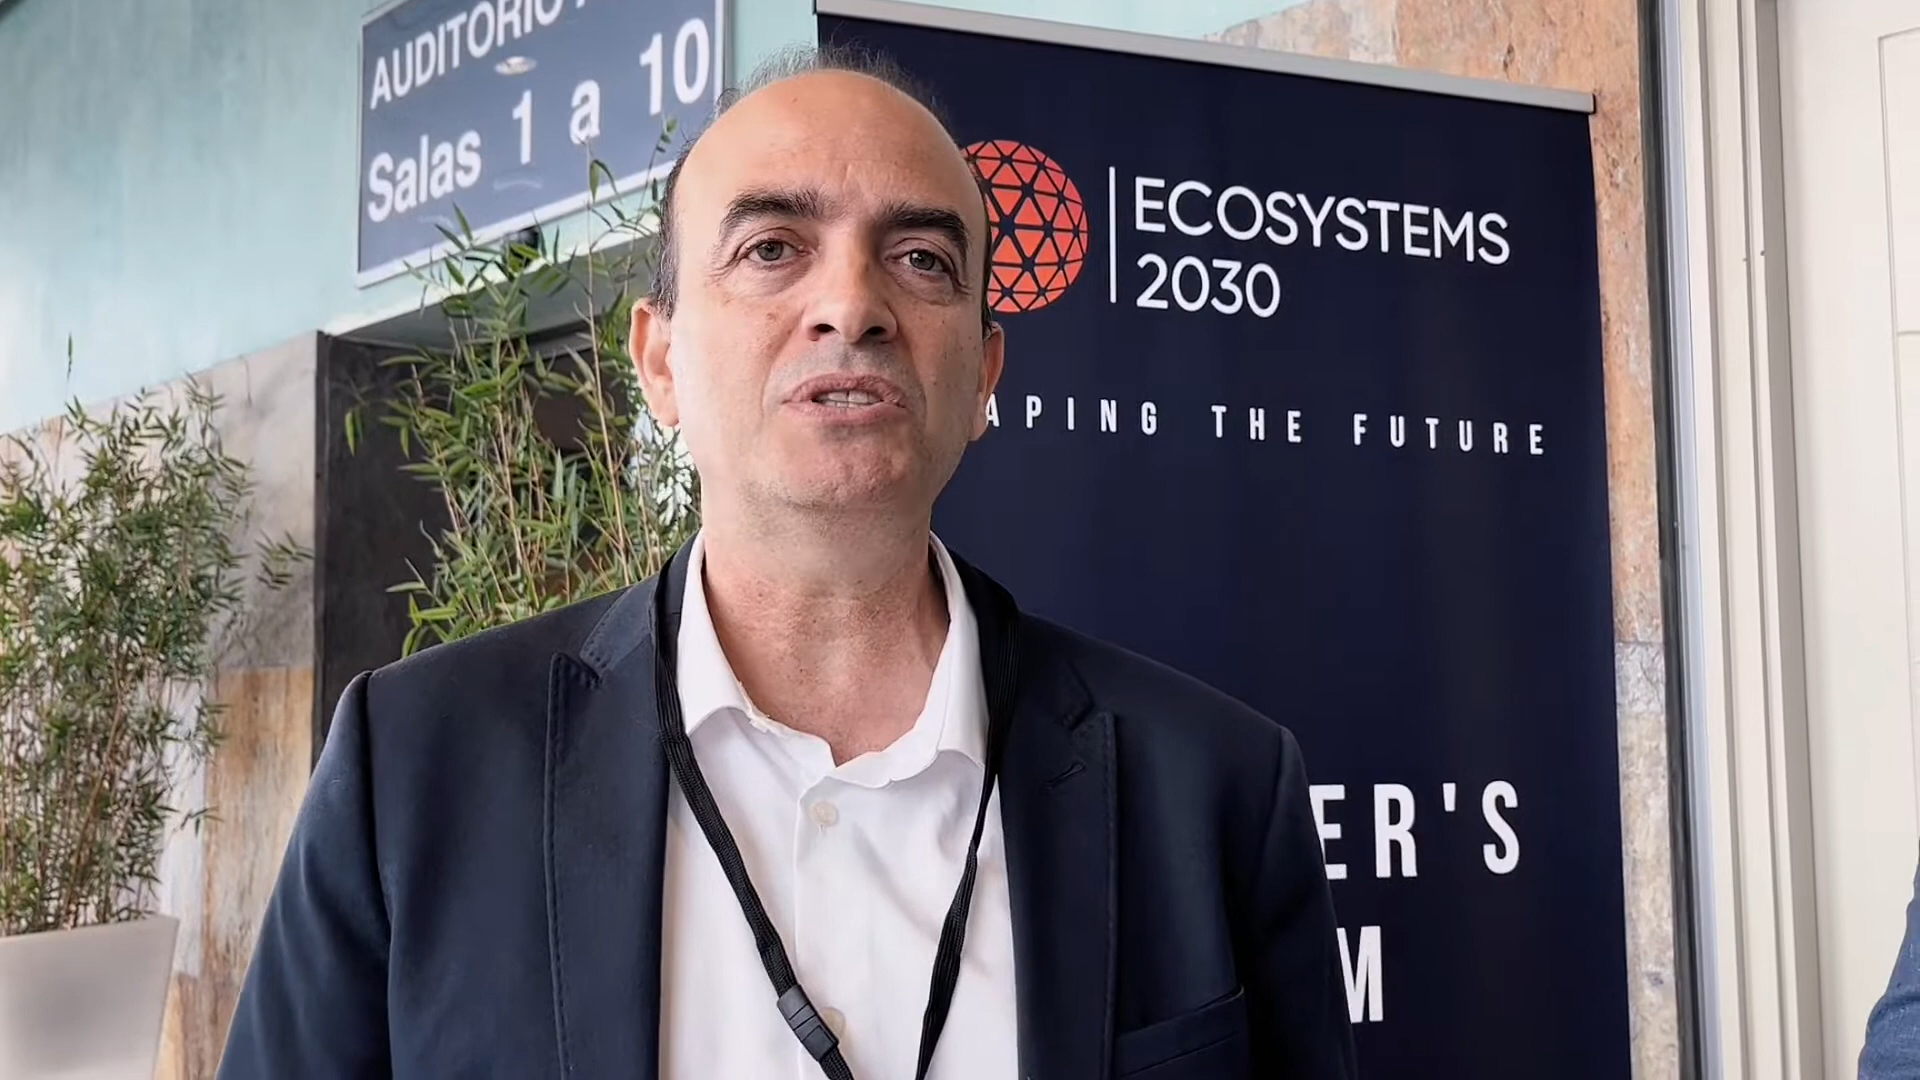 AUDITORIO
Salas 1 a 10
ECOSYSTEMS
2030
APING THE FUTURE
ER'S
M